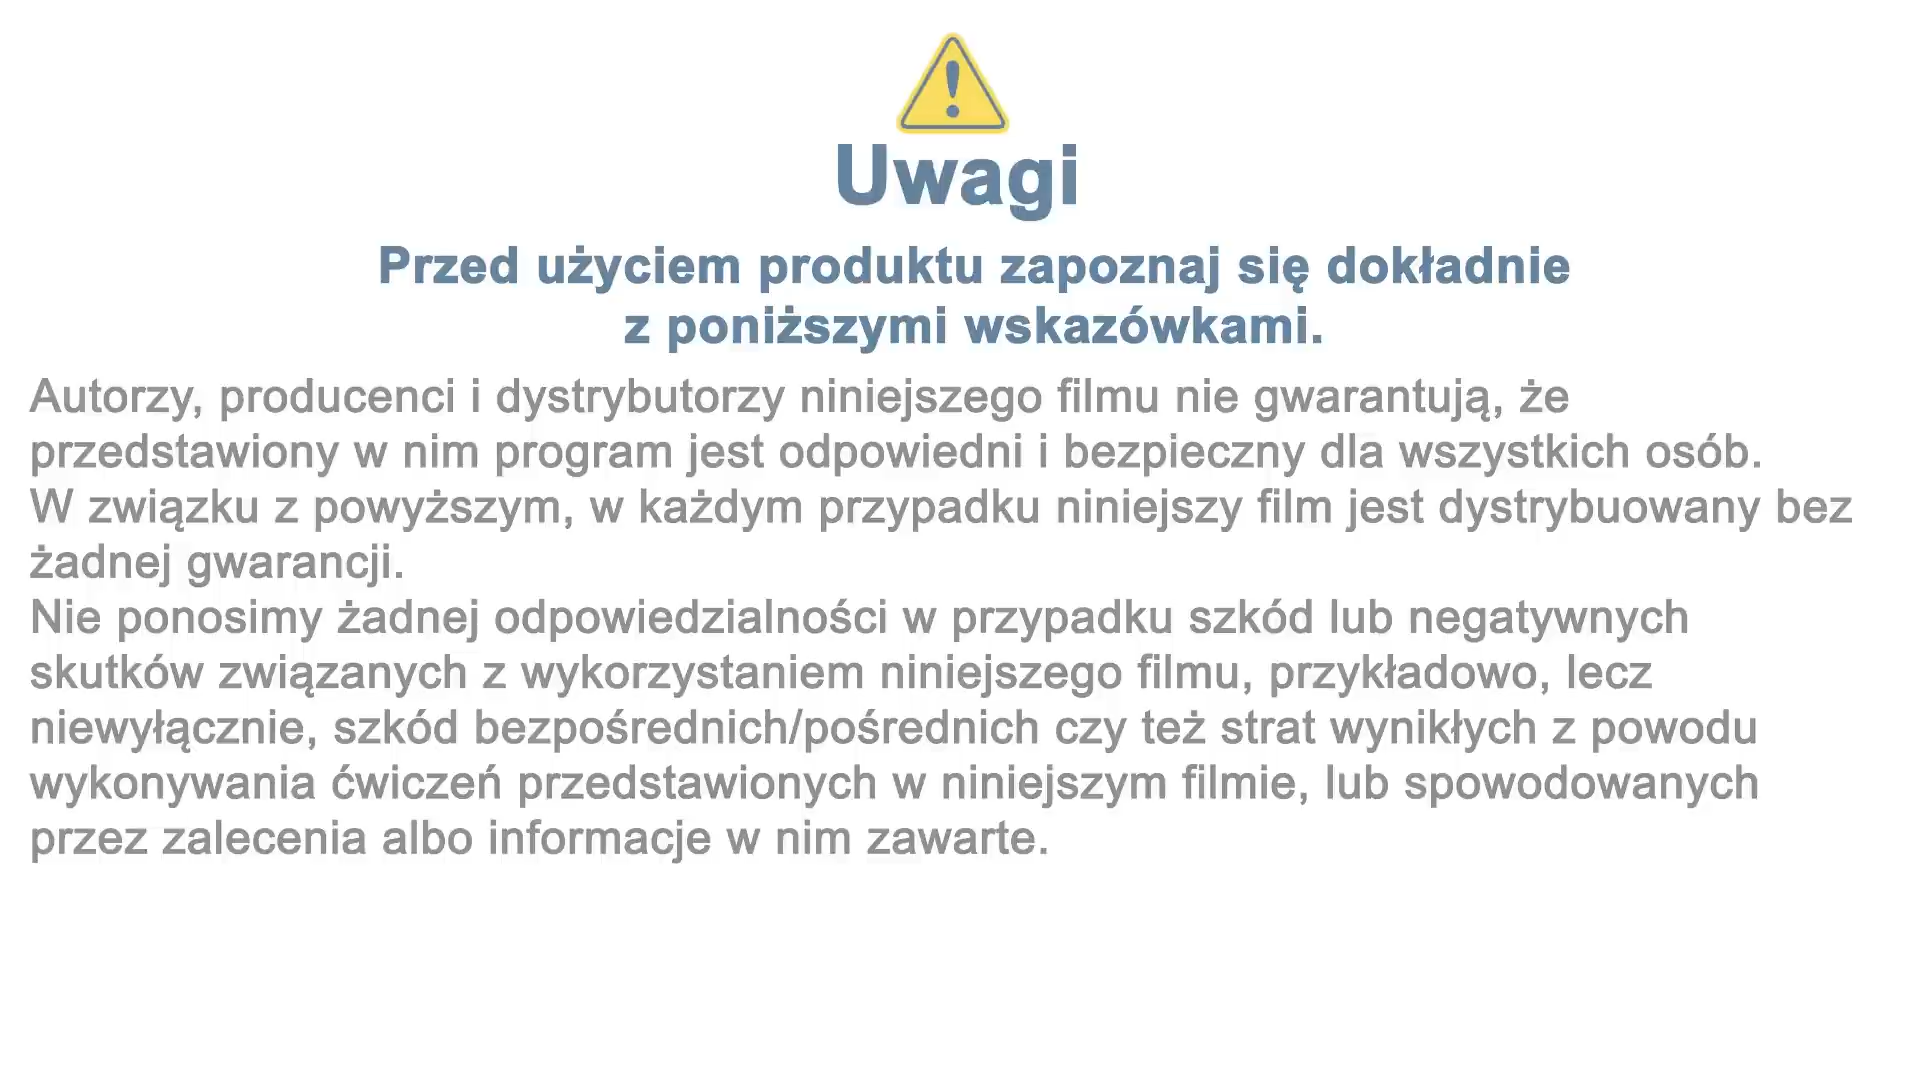 Uwagi
Przed użyciem produktu zapoznaj się dokładnie
z poniższymi wskazówkami.
Autorzy, producenci i dystrybutorzy niniejszego filmu nie gwarantują, że
przedstawiony w nim program jest odpowiedni i bezpieczny dla wszystkich osób.
W związku z powyższym, w każdym przypadku niniejszy film jest dystrybuowany bez
żadnej gwarancji.
Nie ponosimy żadnej odpowiedzialności w przypadku szkód lub negatywnych
skutków związanych z wykorzystaniem niniejszego filmu, przykładowo, lecz
niewyłącznie, szkód bezpośrednich/pośrednich czy też strat wynikłych z powodu
wykonywania ćwiczeń przedstawionych w niniejszym filmie, lub spowodowanych
przez zalecenia albo informacje w nim zawarte.